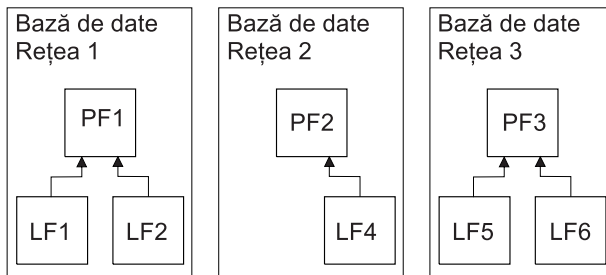 Bază de date
Rețea 1
PF1
LF1
LF2
Bază de date
Rețea 2
PF2
LF4
Bază de date
Rețea 3
PF3
LF5
LF6